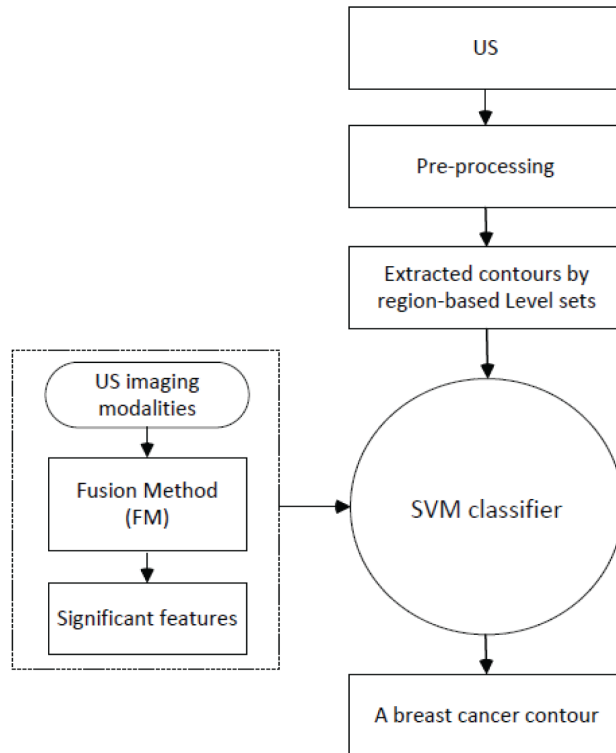 US
Pre-processing
Extracted contours by
region-based Level sets
US imaging
modalities
Fusion Method
(FM)
Significant features
SVM classifier
A breast cancer contour